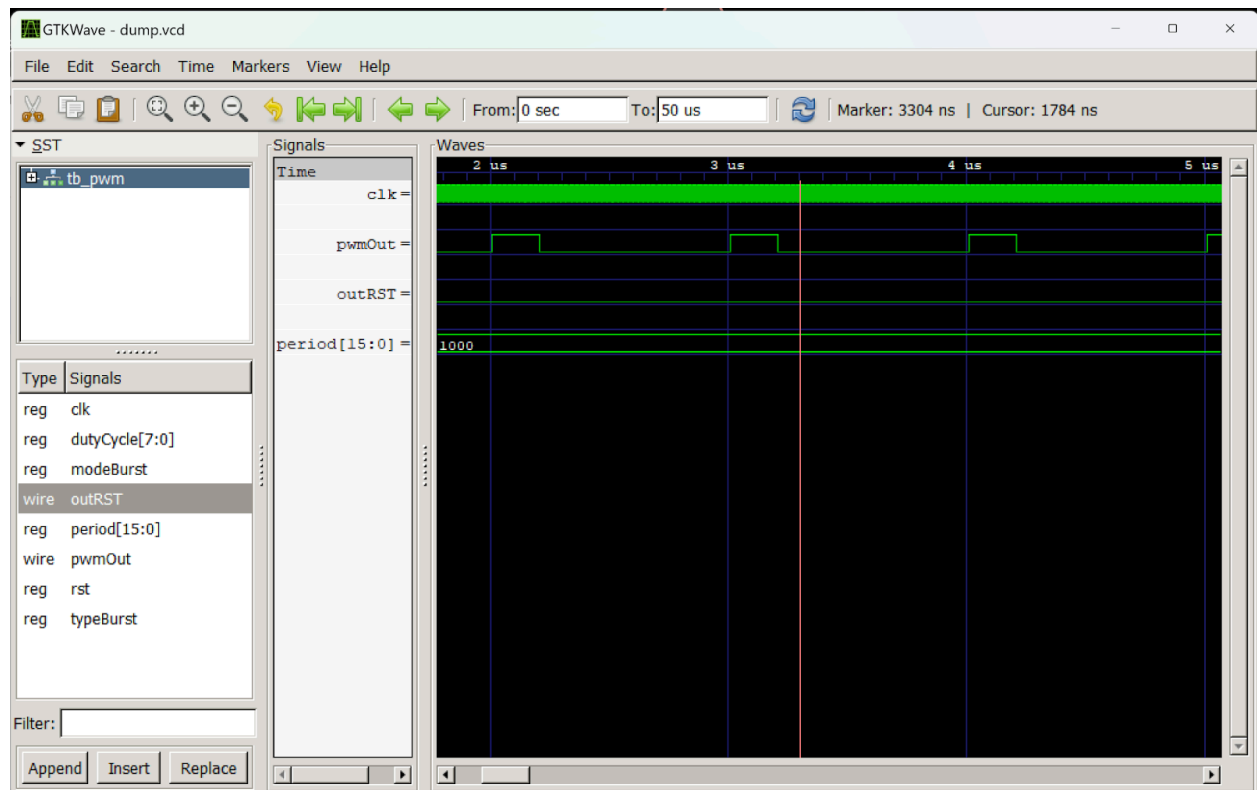 GTKWave - dump.vcd
File Edit Search Time Markers View Help
From: 0 sec To: 50 us Marker: 3304 ns | Cursor: 1784 ns
SST
tb_pwm
Type Signals
reg clk
reg dutyCycle[7:0]
reg modeBurst
wire outRST
reg period[15:0]
wire pwmOut
reg rst
reg typeBurst
Filter:
Append Insert Replace
Signals
Time
clk =
pwmOut =
outRST =
period[15:0] =
Waves
2 us 3 us 4 us 5 us
1000